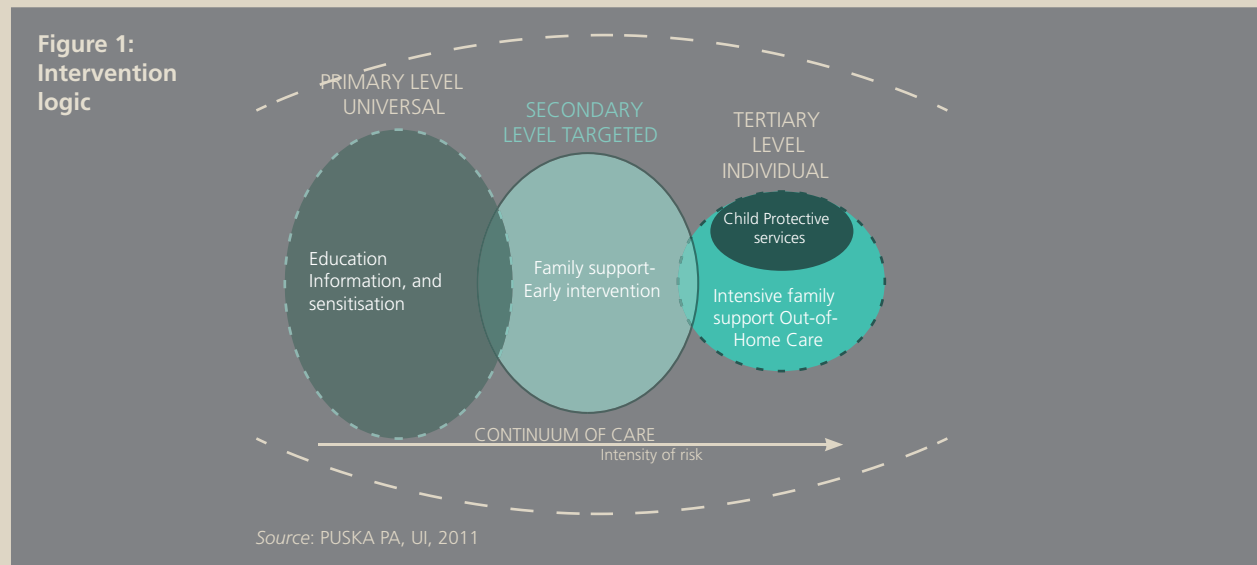 Figure 1:
Intervention
logic
PRIMARY LEVEL
UNIVERSAL
SECONDARY
LEVEL TARGETED
TERTIARY
LEVEL
INDIVIDUAL
Education
Information, and
sensitisation
Family support-
Early intervention
Child Protective
services
Intensive family
support Out-of-
Home Care
CONTINUUM OF CARE
Intensity of risk
Source: PUSKA PA, UI, 2011